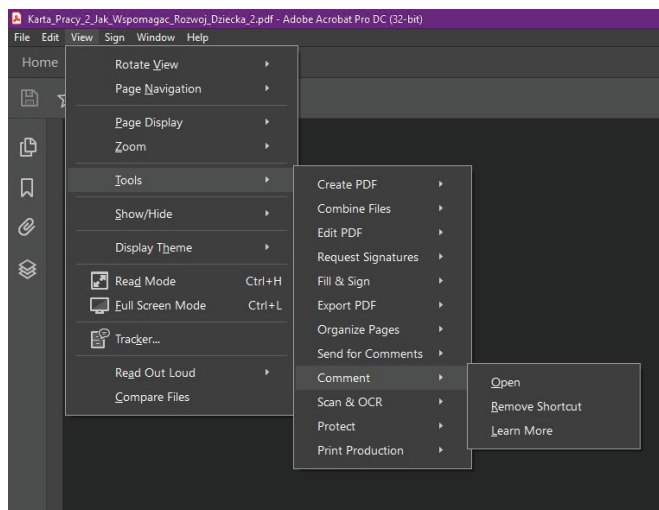 Karta_Pracy_2_Jak_Wspomagac_Rozwoj_Dziecka_2.pdf - Adobe Acrobat Pro DC (32-bit)
File Edit View Sign Window Help
Home
Rotate View
Page Navigation
Page Display
Zoom
Tools
Show/Hide
Display Theme
Read Mode Ctrl+H
Full Screen Mode Ctrl+L
Tracker...
Read Out Loud
Compare Files
Create PDF
Combine Files
Edit PDF
Request Signatures
Fill & Sign
Export PDF
Organize Pages
Send for Comments
Comment
Scan & OCR
Protect
Print Production
Open
Remove Shortcut
Learn More